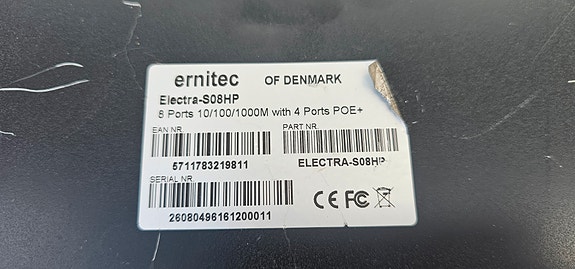 ernitec OF DENMARK
Electra-S08HP
8 Ports 10/100/1000M with 4 Ports POE+
EAN NR. PART NR.
5711783219811 ELECTRA-S08HP
SERIAL NR
26080496161200011
CE FC